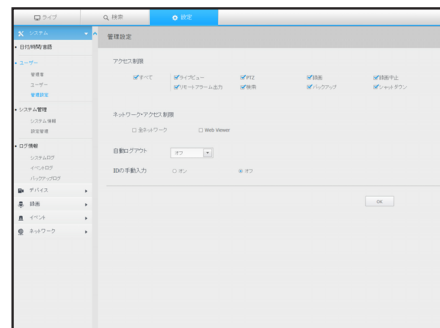 ライブ
検索
設定
システム
日付/時間/言語
ユーザー
管理者
ユーザー
管理設定
システム管理
システム情報
設定管理
ログ情報
システムログ
イベントログ
バックアップログ
デバイス
録画
イベント
ネットワーク
管理設定
アクセス制限
すべて ライブビュー PTZ 録画 録画中止
リモートアラーム出力 検索 バックアップ シャットダウン
ネットワーク・アクセス制限
全ネットワーク Web Viewer
自動ログアウト オフ
IDの手動入力 オン オフ
OK